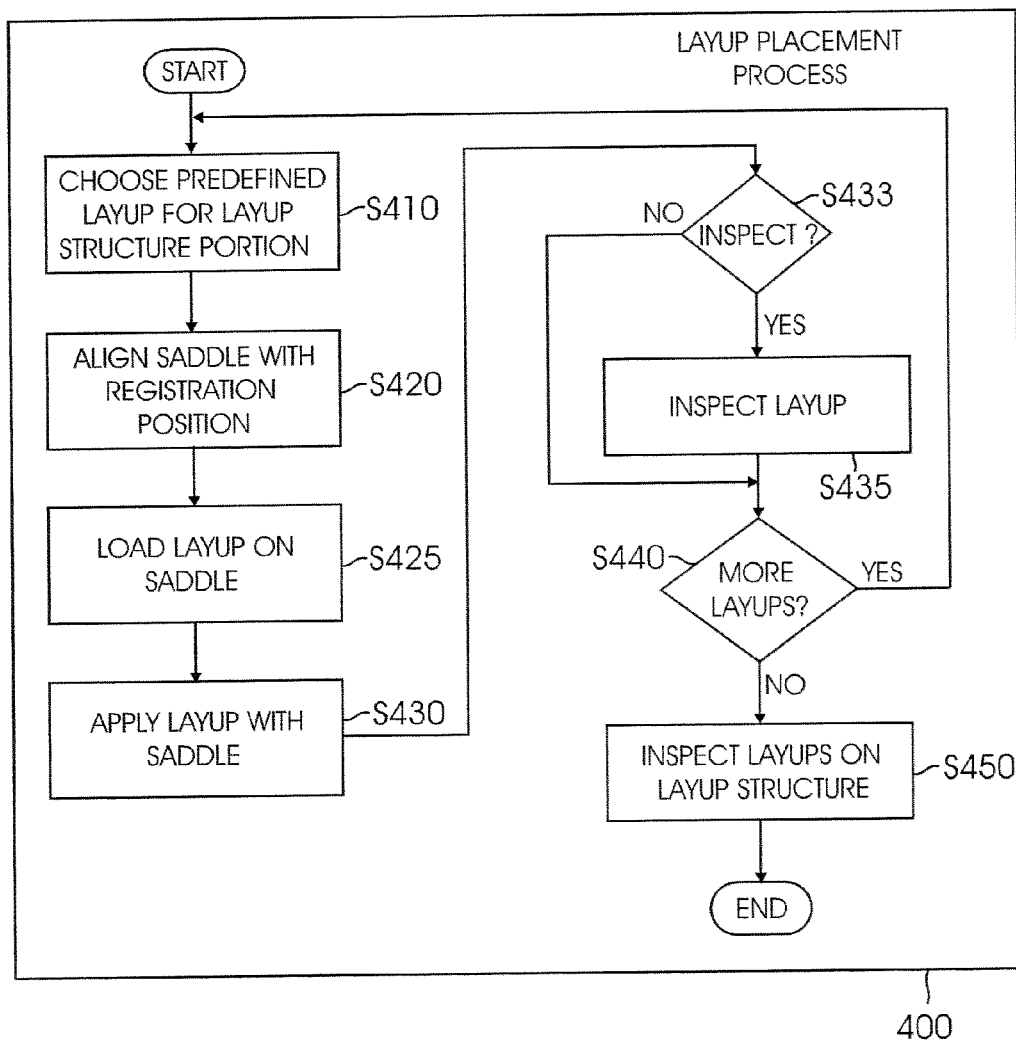 LAYUP PLACEMENT
PROCESS
START
CHOOSE PREDEFINED
LAYUP FOR LAYUP
STRUCTURE PORTION
S410
ALIGN SADDLE WITH
REGISTRATION
POSITION
S420
LOAD LAYUP ON
SADDLE
S425
APPLY LAYUP WITH
SADDLE
S430
INSPECT ?
S433
NO
YES
INSPECT LAYUP
S435
MORE
LAYUPS?
S440
YES
NO
INSPECT LAYUPS ON
LAYUP STRUCTURE
S450
END
400